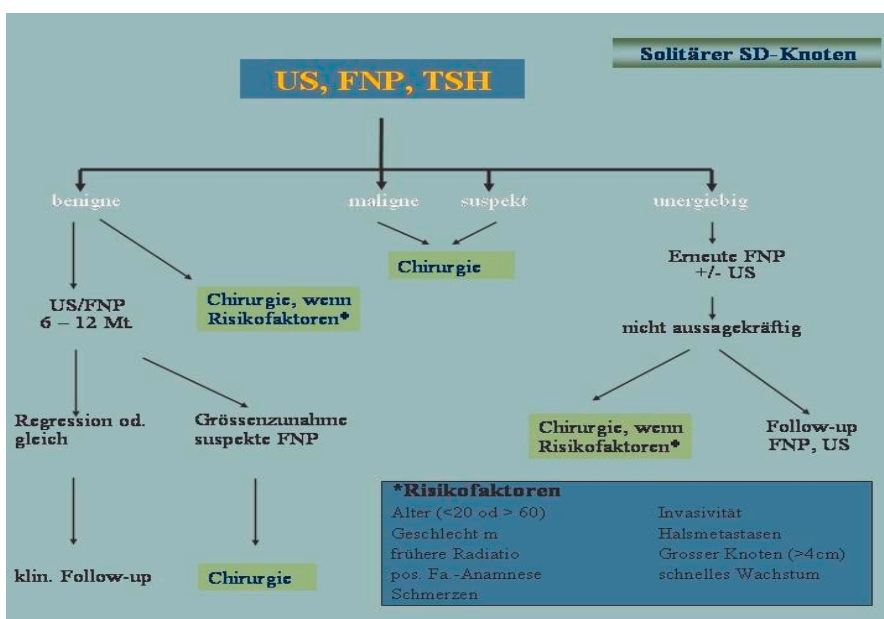 Solitärer SD-Knoten
US, FNP, TSH
benigne
maligne
suspekt
unergiebig
Chirurgie
Erneute FNP
+/- US
US/FNP
6 – 12 Mt.
Chirurgie, wenn
Risikofaktoren*
nicht aussagekräftig
Regression od.
gleich
Grössenzunahme
suspekte FNP
Chirurgie, wenn
Risikofaktoren*
Follow-up
FNP, US
klin. Follow-up
Chirurgie
*Risikofaktoren
Alter (<20 od > 60)
Geschlecht m
frühere Radiatio
pos. Fa.-Anamnese
Schmerzen
Invasivität
Halsmetastasen
Grosser Knoten (>4cm)
schnelles Wachstum